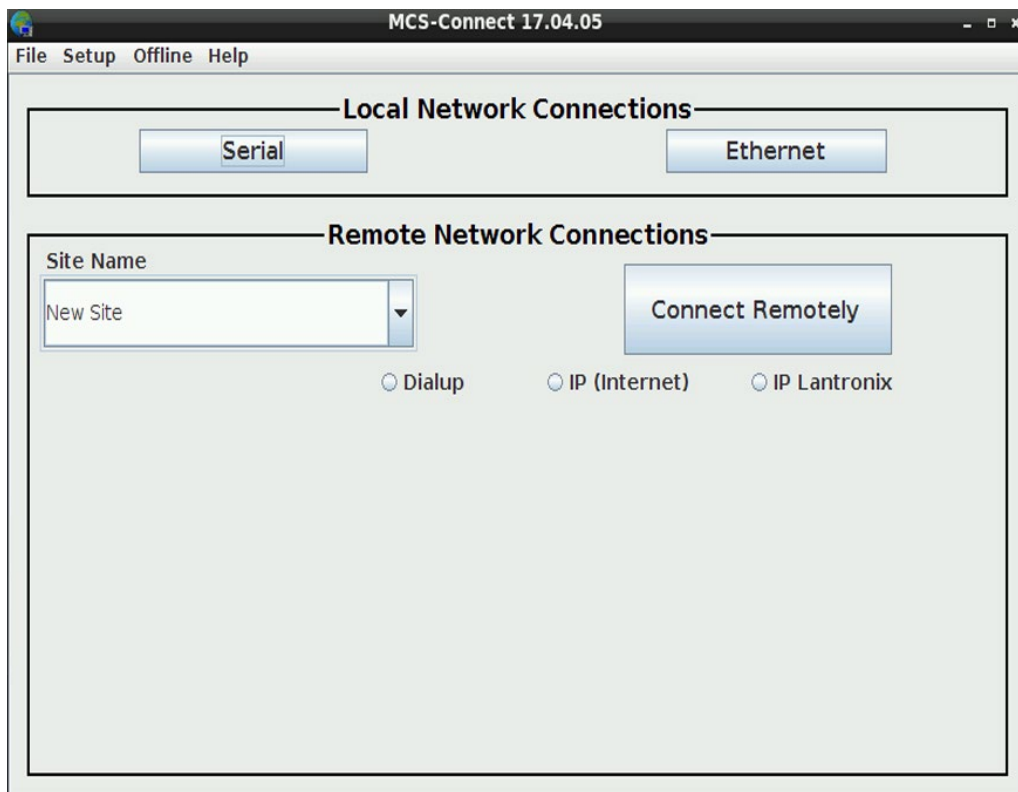 MCS-Connect 17.04.05
File Setup Offline Help
Local Network Connections
Serial Ethernet
Remote Network Connections
Site Name
New Site
Connect Remotely
Dialup IP (Internet) IP Lantronix